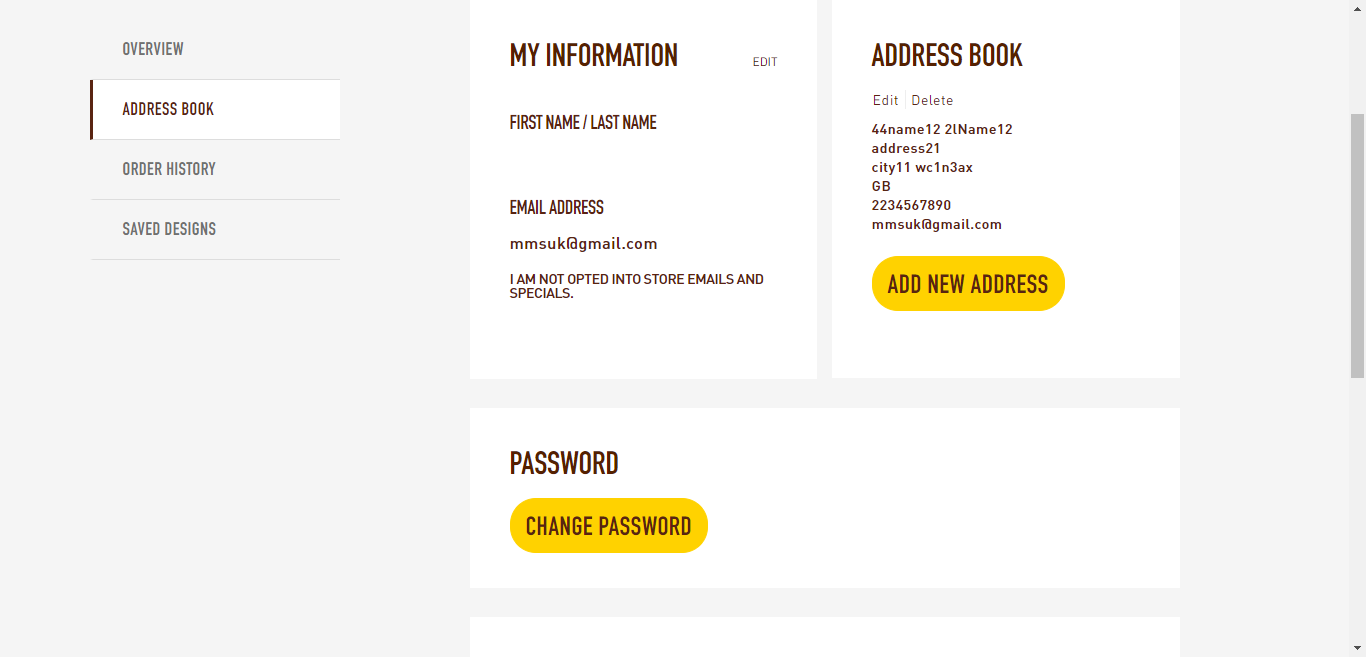 OVERVIEW
ADDRESS BOOK
ORDER HISTORY
SAVED DESIGNS
MY INFORMATION
EDIT
FIRST NAME / LAST NAME
EMAIL ADDRESS
mmsuk@gmail.com
I AM NOT OPTED INTO STORE EMAILS AND
SPECIALS.
ADDRESS BOOK
Edit Delete
44name12 2lName12
address21
city11 wc1n3ax
GB
2234567890
mmsuk@gmail.com
ADD NEW ADDRESS
PASSWORD
CHANGE PASSWORD